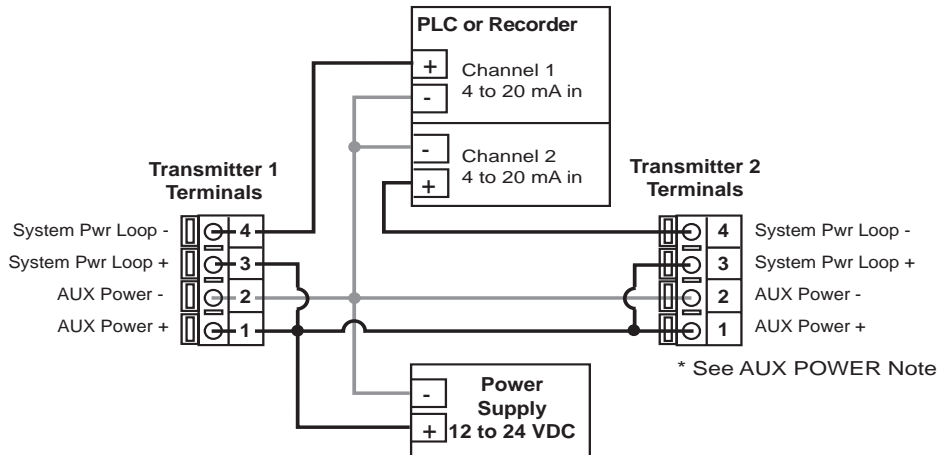 PLC or Recorder
+
Channel 1
4 to 20 mA in
-
-
Channel 2
4 to 20 mA in
+
Transmitter 1
Terminals
System Pwr Loop -
4
System Pwr Loop +
3
AUX Power -
2
AUX Power +
1
Transmitter 2
Terminals
4
System Pwr Loop -
3
System Pwr Loop +
2
AUX Power -
1
AUX Power +
* See AUX POWER Note
-
+
Power
Supply
12 to 24 VDC